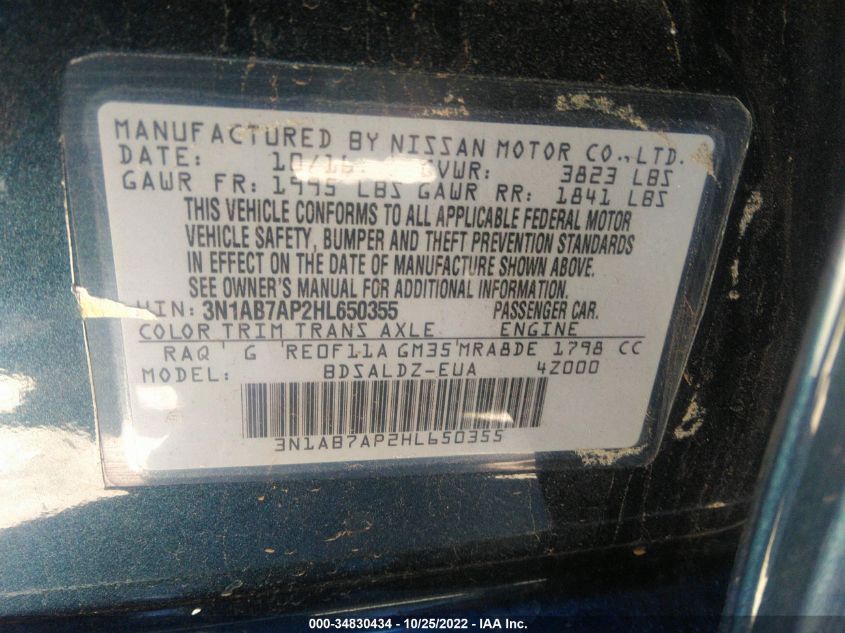 MANUFACTURED BY NISSAN MOTOR CO., LTD.
DATE: 10/16 GVWR: 3823 LBS
GAWR FR: 1995 LBS GAWR RR: 1841 LBS
THIS VEHICLE CONFORMS TO ALL APPLICABLE FEDERAL MOTOR
VEHICLE SAFETY, BUMPER AND THEFT PREVENTION STANDARDS
IN EFFECT ON THE DATE OF MANUFACTURE SHOWN ABOVE.
SEE OWNER'S MANUAL FOR ADDITIONAL INFORMATION.
VIN: 3N1AB7AP2HL650355 PASSENGER CAR.
COLOR TRIM TRANS AXLE ENGINE
RAQ G RE0F11A GM35 MRA8DE 1798 CC
MODEL: BDSALDZ-EUA 4Z000
3N1AB7AP2HL650355
000-34830434 - 10/25/2022 - IAA Inc.